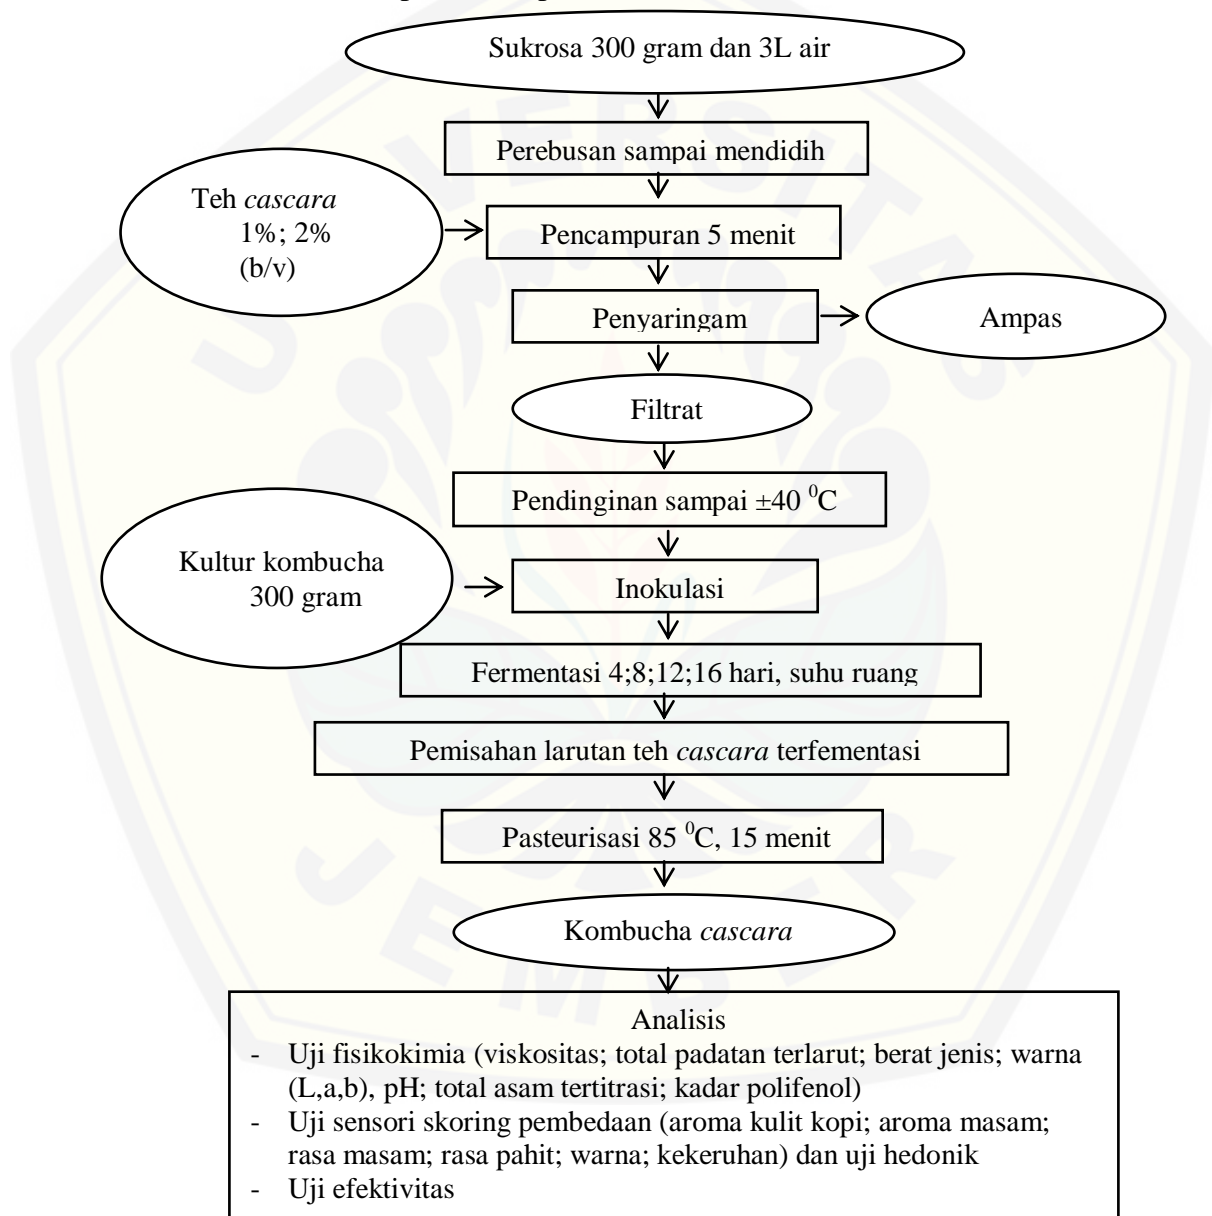 Sukrosa 300 gram dan 3L air
Perebusan sampai mendidih
Teh cascara
1%; 2%
(b/v)
Pencampuran 5 menit
Penyaringam
Ampas
Filtrat
Pendinginan sampai ±40 ⁰C
Kultur kombucha
300 gram
Inokulasi
Fermentasi 4;8;12;16 hari, suhu ruang
Pemisahan larutan teh cascara terfementasi
Pasteurisasi 85 ⁰C, 15 menit
Kombucha cascara
Analisis
- Uji fisikokimia (viskositas; total padatan terlarut; berat jenis; warna
(L,a,b), pH; total asam tertitrasi; kadar polifenol)
- Uji sensori skoring pembedaan (aroma kulit kopi; aroma masam;
rasa masam; rasa pahit; warna; kekeruhan) dan uji hedonik
- Uji efektivitas
UNIVERSITAS
JEMBER